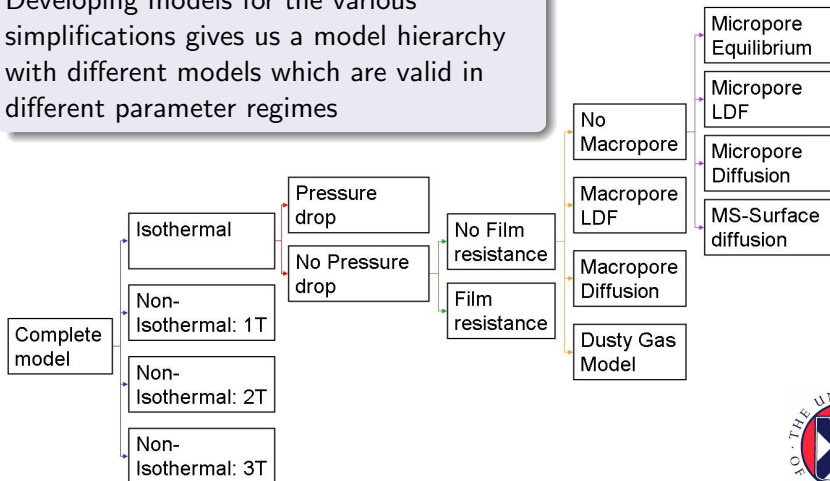 Developing models for the various
simplifications gives us a model hierarchy
with different models which are valid in
different parameter regimes
Complete
model
Isothermal
Non-
Isothermal: 1T
Non-
Isothermal: 2T
Non-
Isothermal: 3T
Pressure
drop
No Pressure
drop
No Film
resistance
Film
resistance
No
Macropore
Macropore
LDF
Macropore
Diffusion
Dusty Gas
Model
Micropore
Equilibrium
Micropore
LDF
Micropore
Diffusion
MS-Surface
diffusion
O · THE UN